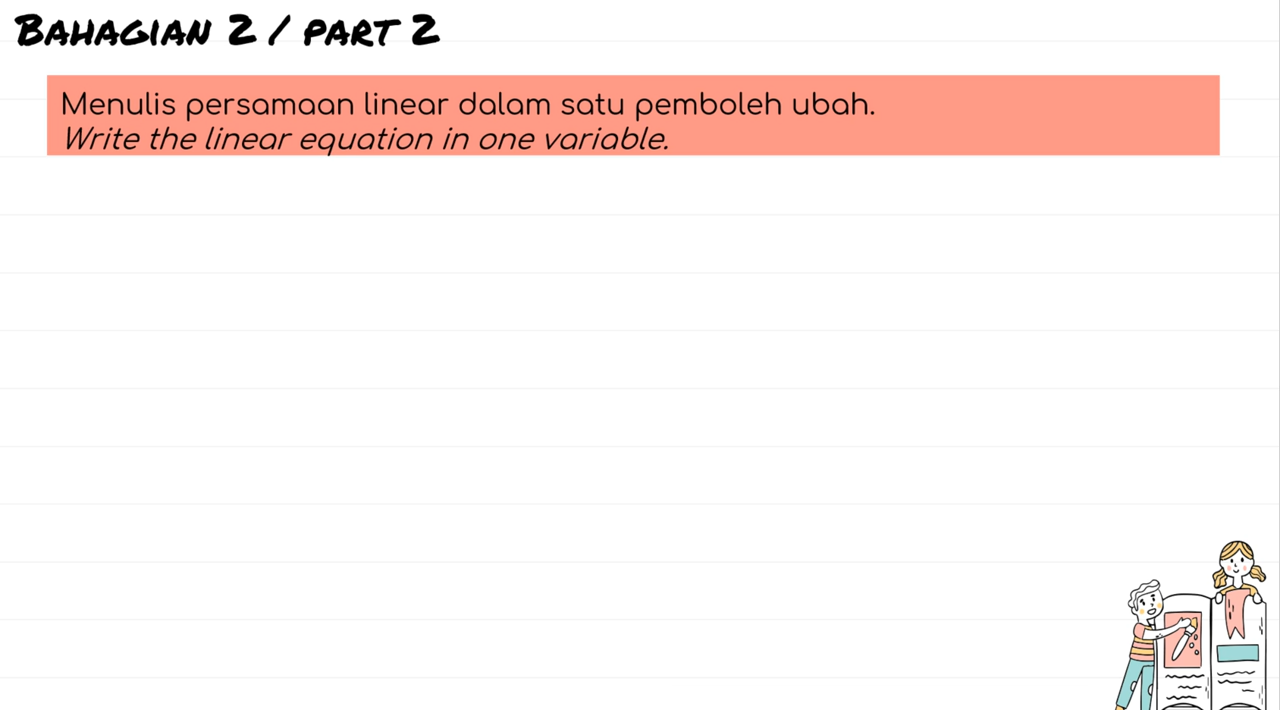 Bahagian 2 / part 2
Menulis persamaan linear dalam satu pemboleh ubah.
Write the linear equation in one variable.